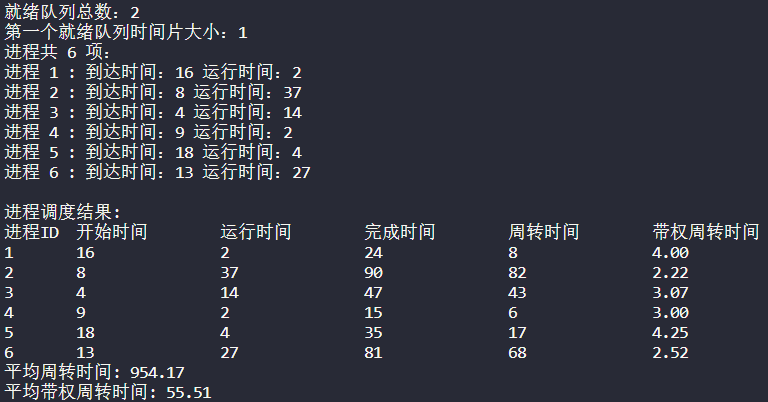 就绪队列总数：2
第一个就绪队列时间片大小：1
进程共 6 项：
进程 1 : 到达时间：16 运行时间：2
进程 2 : 到达时间：8 运行时间：37
进程 3 : 到达时间：4 运行时间：14
进程 4 : 到达时间：9 运行时间：2
进程 5 : 到达时间：18 运行时间：4
进程 6 : 到达时间：13 运行时间：27
进程调度结果:
进程ID 开始时间 运行时间 完成时间 周转时间 带权周转时间
1 16 2 24 8 4.00
2 8 37 90 82 2.22
3 4 14 47 43 3.07
4 9 2 15 6 3.00
5 18 4 35 17 4.25
6 13 27 81 68 2.52
平均周转时间: 954.17
平均带权周转时间: 55.51